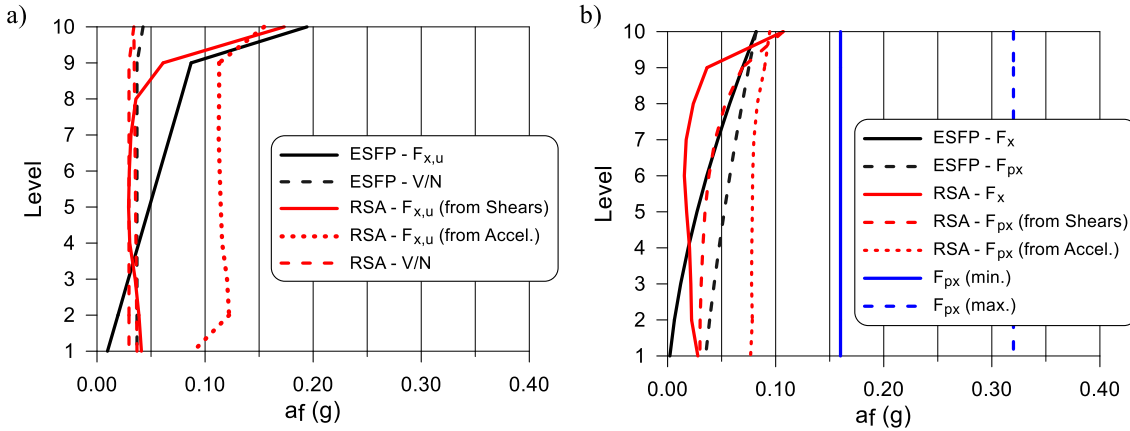 a)
10
9
8
7
6
5
4
3
2
1
Level
ESFP - Fx,u
ESFP - V/N
RSA - Fx,u (from Shears)
RSA - Fx,u (from Accel.)
RSA - V/N
0.00 0.10 0.20 0.30 0.40
af (g)
b)
10
9
8
7
6
5
4
3
2
1
Level
ESFP - Fx
ESFP - Fpx
RSA - Fx
RSA - Fpx (from Shears)
RSA - Fpx (from Accel.)
Fpx (min.)
Fpx (max.)
0.00 0.10 0.20 0.30 0.40
af (g)